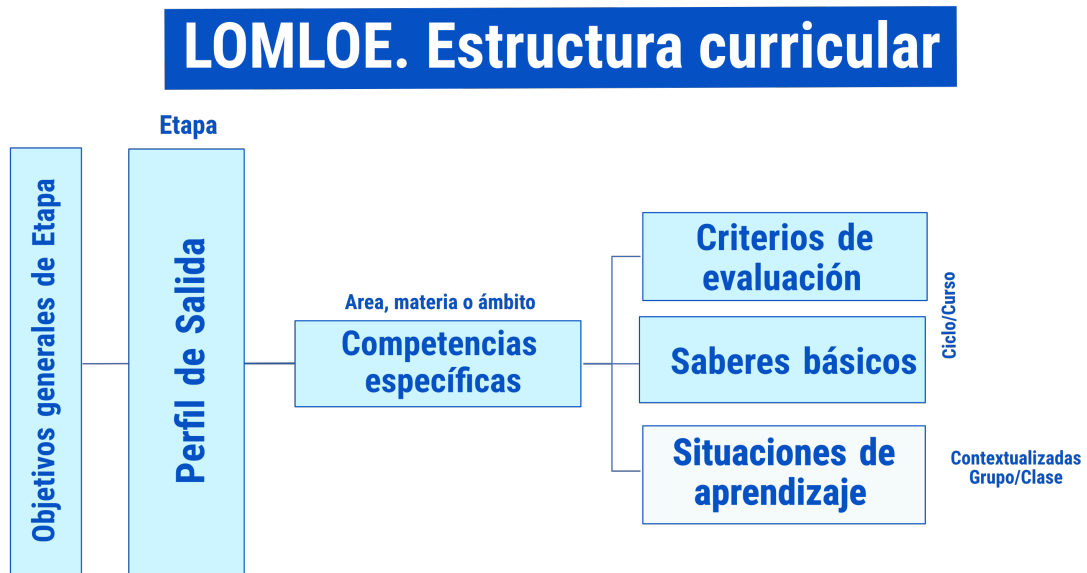 LOMLOE. Estructura curricular
Etapa
Objetivos generales de Etapa
Perfil de Salida
Area, materia o ámbito
Competencias
específicas
Criterios de
evaluación
Saberes básicos
Ciclo/Curso
Situaciones de
aprendizaje
Contextualizadas
Grupo/Clase